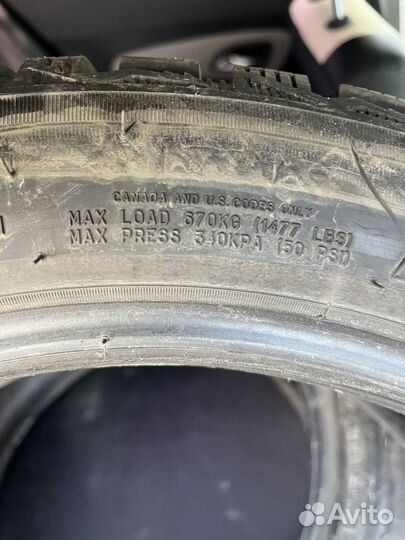 CANADA AND U.S. CODES ONLY
MAX LOAD 670KG (1477 LBS)
MAX PRESS 340KPA (50 PSI)
Avito